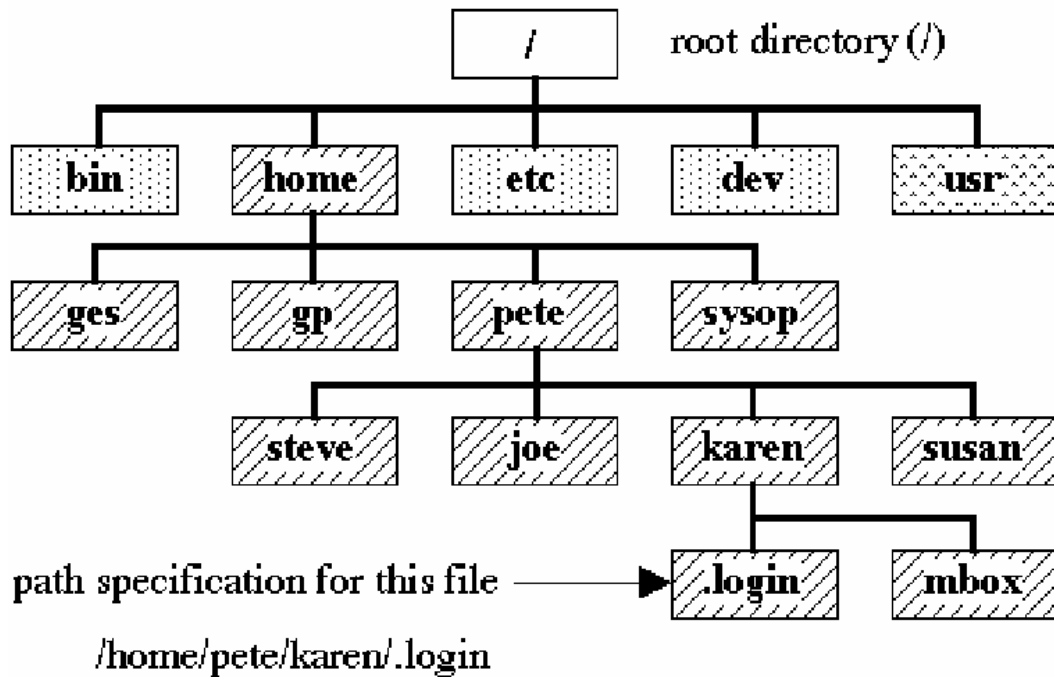 / root directory (/)
bin home etc dev usr
ges gp pete sysop
steve joe karen susan
path specification for this file .login mbox
/home/pete/karen/.login